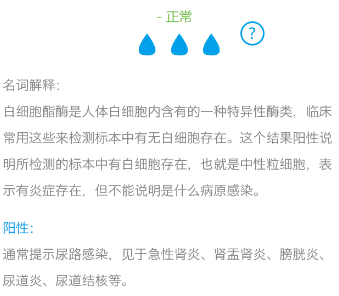 - 正常
?
名词解释：
白细胞酯酶是人体白细胞内含有的一种特异性酶类，临床
常用这些来检测标本中有无白细胞存在。这个结果阳性说
明所检测的标本中有白细胞存在，也就是中性粒细胞，表
示有炎症存在，但不能说明是什么病原感染。
阳性：
通常提示尿路感染，见于急性肾炎、肾盂肾炎、膀胱炎、
尿道炎、尿道结核等。